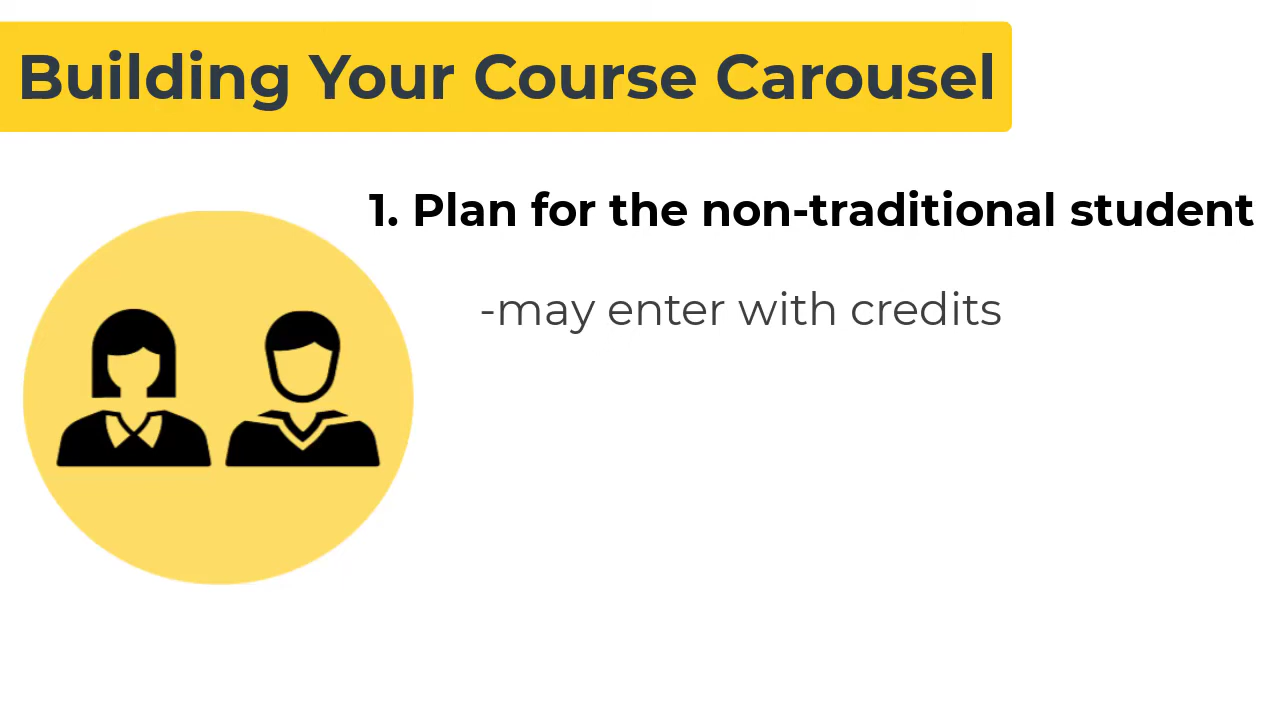 Building Your Course Carousel
1. Plan for the non-traditional student
-may enter with credits